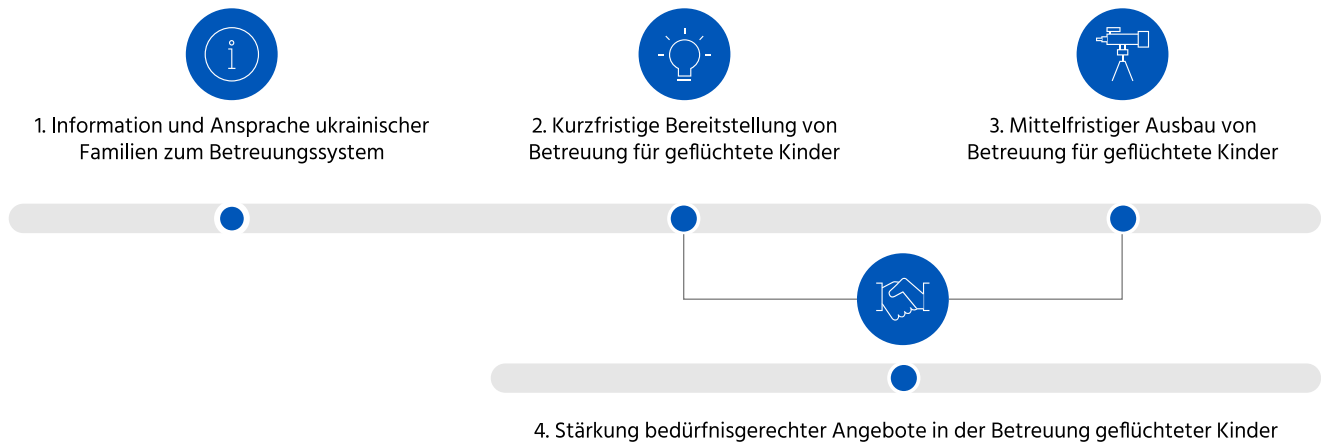 1. Information und Ansprache ukrainischer
Familien zum Betreuungssystem
2. Kurzfristige Bereitstellung von
Betreuung für geflüchtete Kinder
3. Mittelfristiger Ausbau von
Betreuung für geflüchtete Kinder
4. Stärkung bedürfnisgerechter Angebote in der Betreuung geflüchteter Kinder